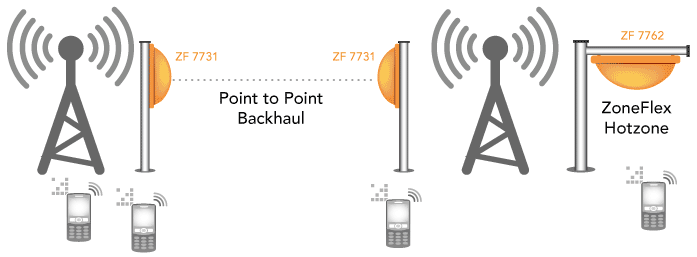 ZF 7731
ZF 7731
Point to Point
Backhaul
ZF 7762
ZoneFlex
Hotzone